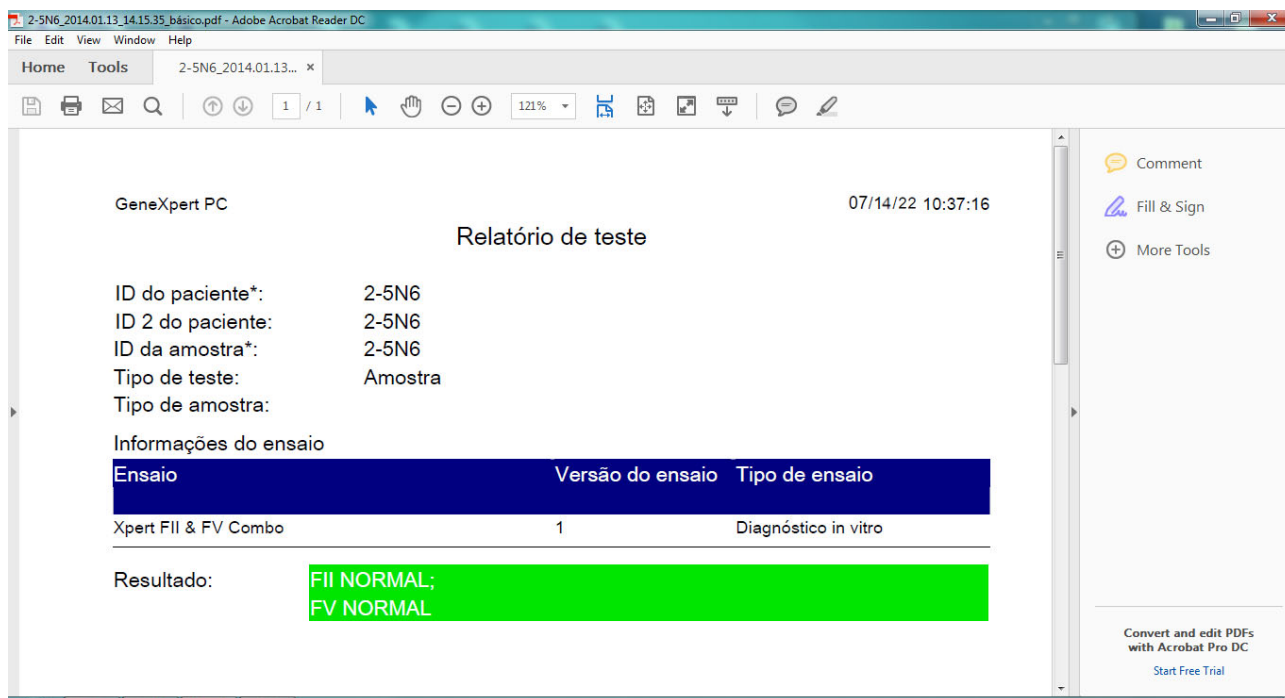 2-5N6_2014.01.13_14.15.35_básico.pdf - Adobe Acrobat Reader DC
File Edit View Window Help
Home Tools 2-5N6_2014.01.13... ×
1 / 1 121%
GeneXpert PC 07/14/22 10:37:16
Relatório de teste
ID do paciente*: 2-5N6
ID 2 do paciente: 2-5N6
ID da amostra*: 2-5N6
Tipo de teste: Amostra
Tipo de amostra:
Informações do ensaio
Ensaio Versão do ensaio Tipo de ensaio
Xpert FII & FV Combo 1 Diagnóstico in vitro
Resultado: FII NORMAL;
FV NORMAL
Comment
Fill & Sign
More Tools
Convert and edit PDFs
with Acrobat Pro DC
Start Free Trial